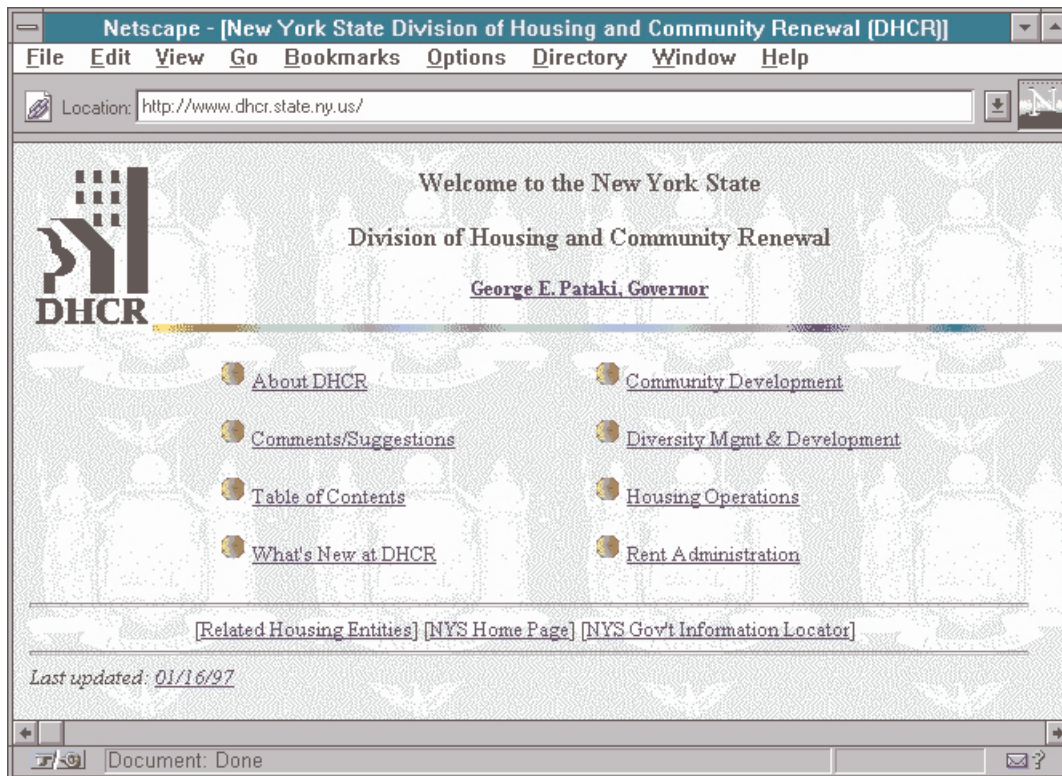 Netscape - [New York State Division of Housing and Community Renewal (DHCR)]
File Edit View Go Bookmarks Options Directory Window Help
Location: http://www.dhcr.state.ny.us/
N
Welcome to the New York State
Division of Housing and Community Renewal
George E. Pataki, Governor
DHCR
About DHCR
Community Development
Comments/Suggestions
Diversity Mgmt & Development
Table of Contents
Housing Operations
What's New at DHCR
Rent Administration
[Related Housing Entities] [NYS Home Page] [NYS Gov't Information Locator]
Last updated: 01/16/97
Document: Done
?